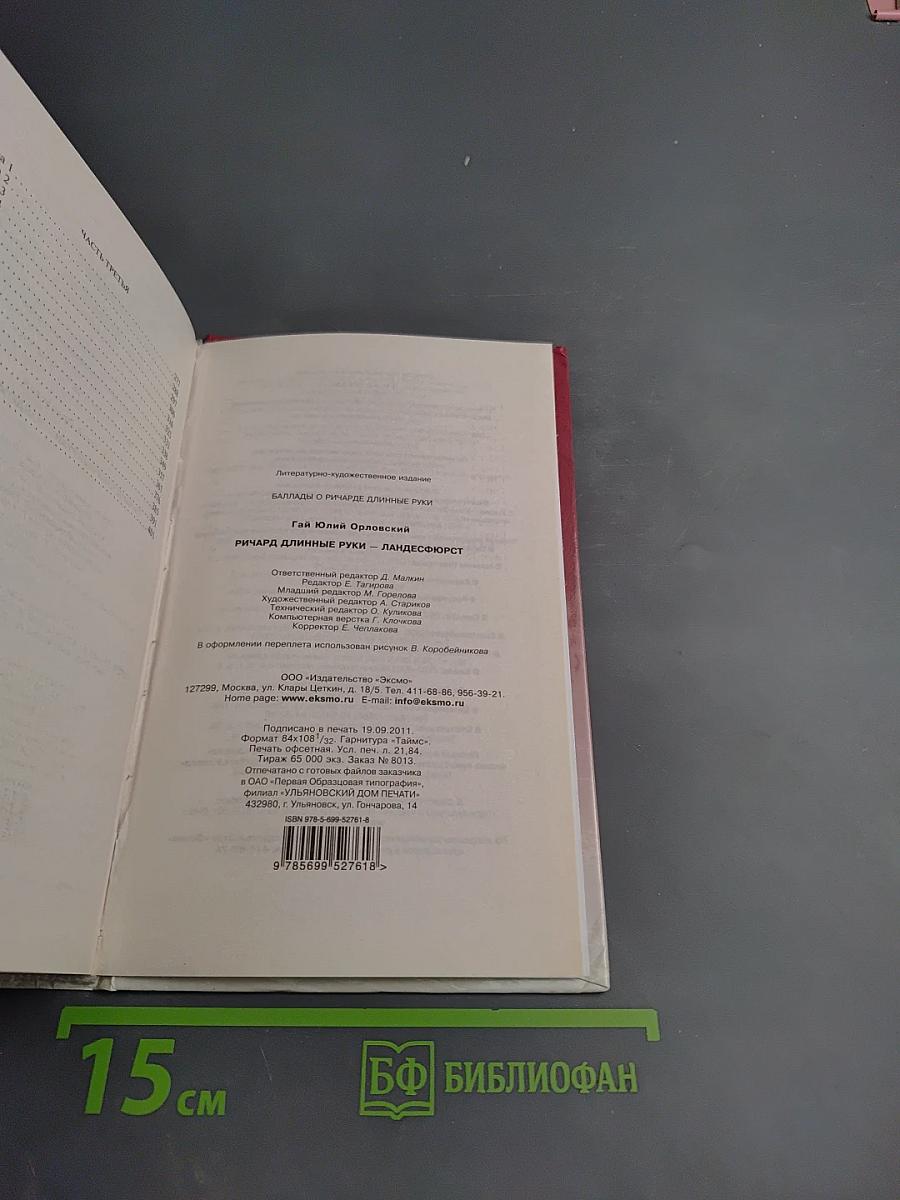 ЧАСТЬ ТРЕТЬЯ
Литературно-художественное издание
БАЛЛАДЫ О РИЧАРДЕ ДЛИННЫЕ РУКИ
Гай Юлий Орловский
РИЧАРД ДЛИННЫЕ РУКИ — ЛАНДЕСФЮРСТ
Ответственный редактор Д. Малкин
Редактор Е. Тагирова
Младший редактор М. Горелова
Художественный редактор А. Стариков
Технический редактор О. Куликова
Компьютерная верстка Г. Клочкова
Корректор Е. Чеплакова
В оформлении переплета использован рисунок В. Коробейникова
ООО «Издательство «Эксмо»
127299, Москва, ул. Клары Цеткин, д. 18/5. Тел. 411-68-86, 956-39-21.
Home page: www.eksmo.ru E-mail: info@eksmo.ru
Подписано в печать 19.09.2011.
Формат 84x108 1/32. Гарнитура «Таймс».
Печать офсетная. Усл. печ. л. 21,84.
Тираж 65 000 экз. Заказ № 8013.
Отпечатано с готовых файлов заказчика
в ОАО «Первая Образцовая типография»,
филиал «УЛЬЯНОВСКИЙ ДОМ ПЕЧАТИ»
432980, г. Ульяновск, ул. Гончарова, 14
ISBN 978-5-699-52761-8
9 785699 527618 >
15 см
БФ БИБЛИОФАН